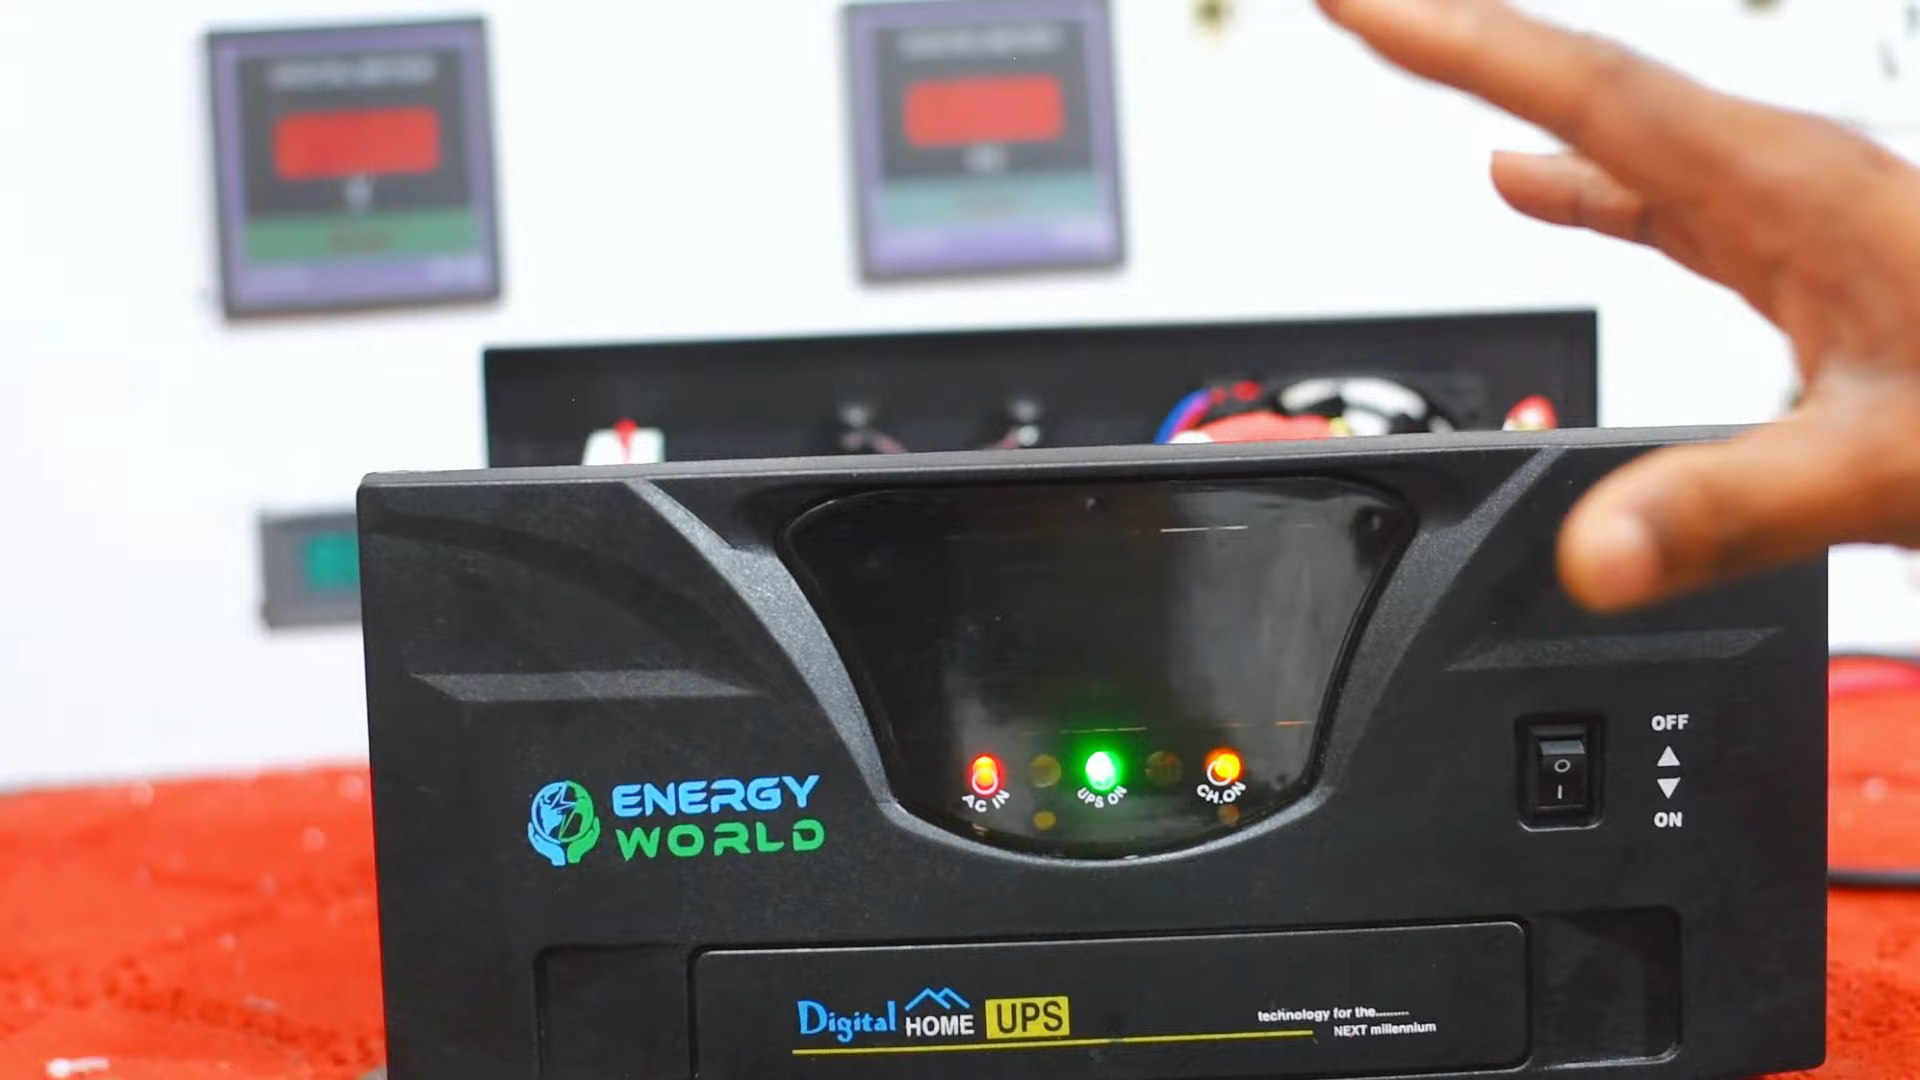 AC IN
UPS ON
CH.ON
OFF
ON
ENERGY
WORLD
Digital HOME UPS
technology for the.........
NEXT millennium